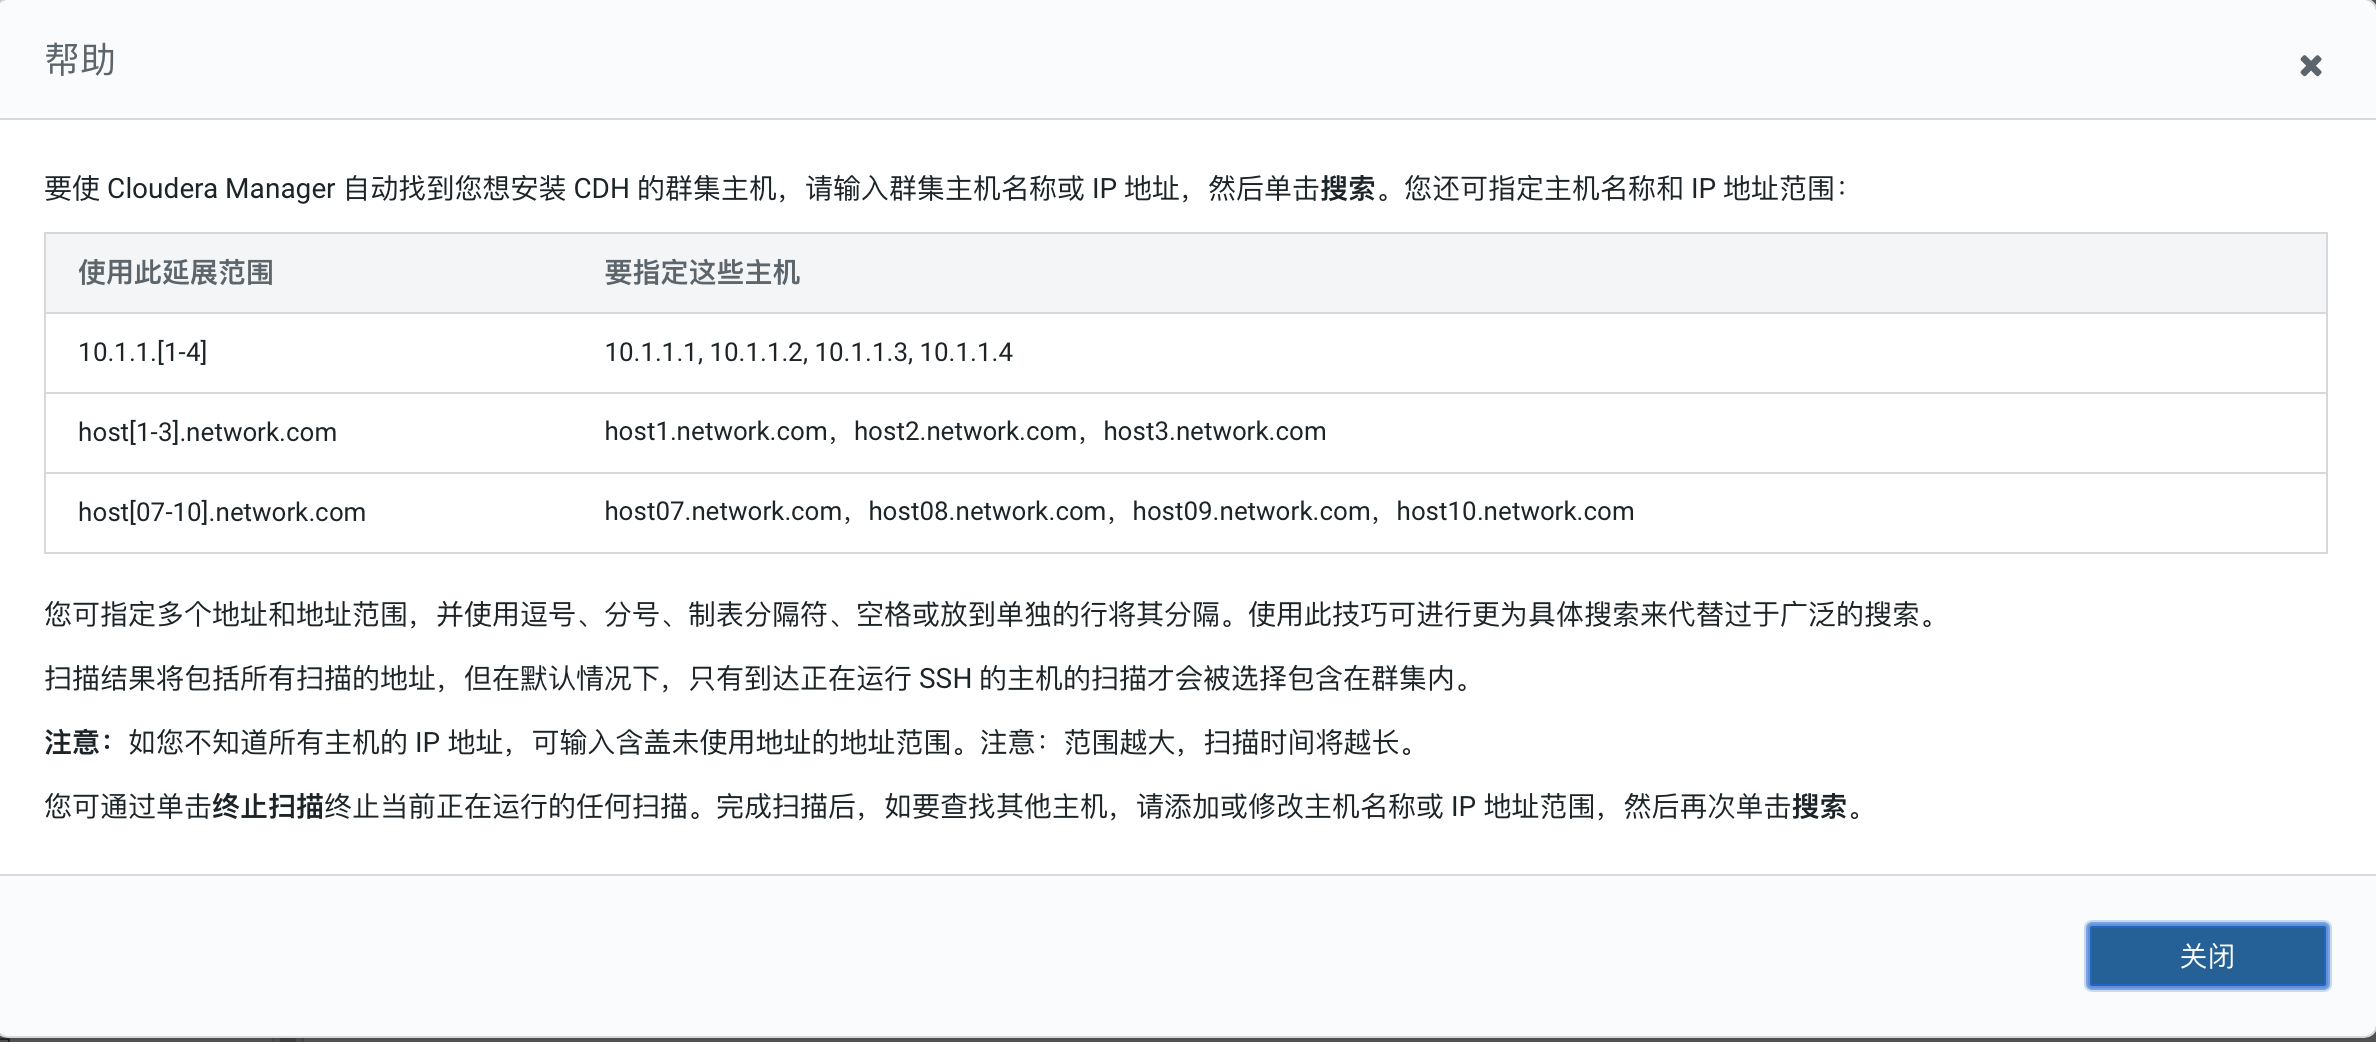 帮助
要使 Cloudera Manager 自动找到您想安装 CDH 的群集主机，请输入群集主机名称或 IP 地址，然后单击搜索。您还可指定主机名称和 IP 地址范围：
使用此延展范围 要指定这些主机
10.1.1.[1-4] 10.1.1.1, 10.1.1.2, 10.1.1.3, 10.1.1.4
host[1-3].network.com host1.network.com，host2.network.com，host3.network.com
host[07-10].network.com host07.network.com，host08.network.com，host09.network.com，host10.network.com
您可指定多个地址和地址范围，并使用逗号、分号、制表分隔符、空格或放到单独的行将其分隔。使用此技巧可进行更为具体搜索来代替过于广泛的搜索。
扫描结果将包括所有扫描的地址，但在默认情况下，只有到达正在运行 SSH 的主机的扫描才会被选择包含在群集内。
注意：如您不知道所有主机的 IP 地址，可输入含盖未使用地址的地址范围。注意：范围越大，扫描时间将越长。
您可通过单击终止扫描终止当前正在运行的任何扫描。完成扫描后，如要查找其他主机，请添加或修改主机名称或 IP 地址范围，然后再次单击搜索。
关闭